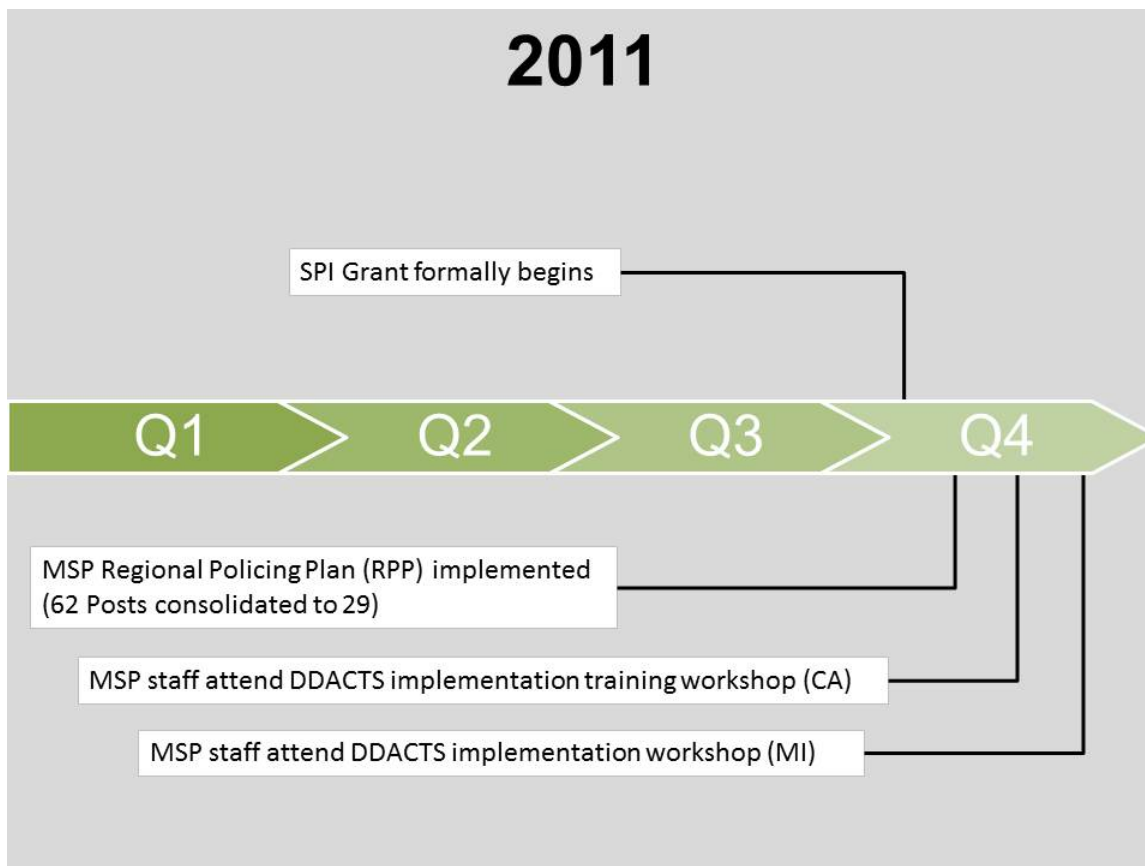 2011
SPI Grant formally begins
Q1 Q2 Q3 Q4
MSP Regional Policing Plan (RPP) implemented
(62 Posts consolidated to 29)
MSP staff attend DDACTS implementation training workshop (CA)
MSP staff attend DDACTS implementation workshop (MI)